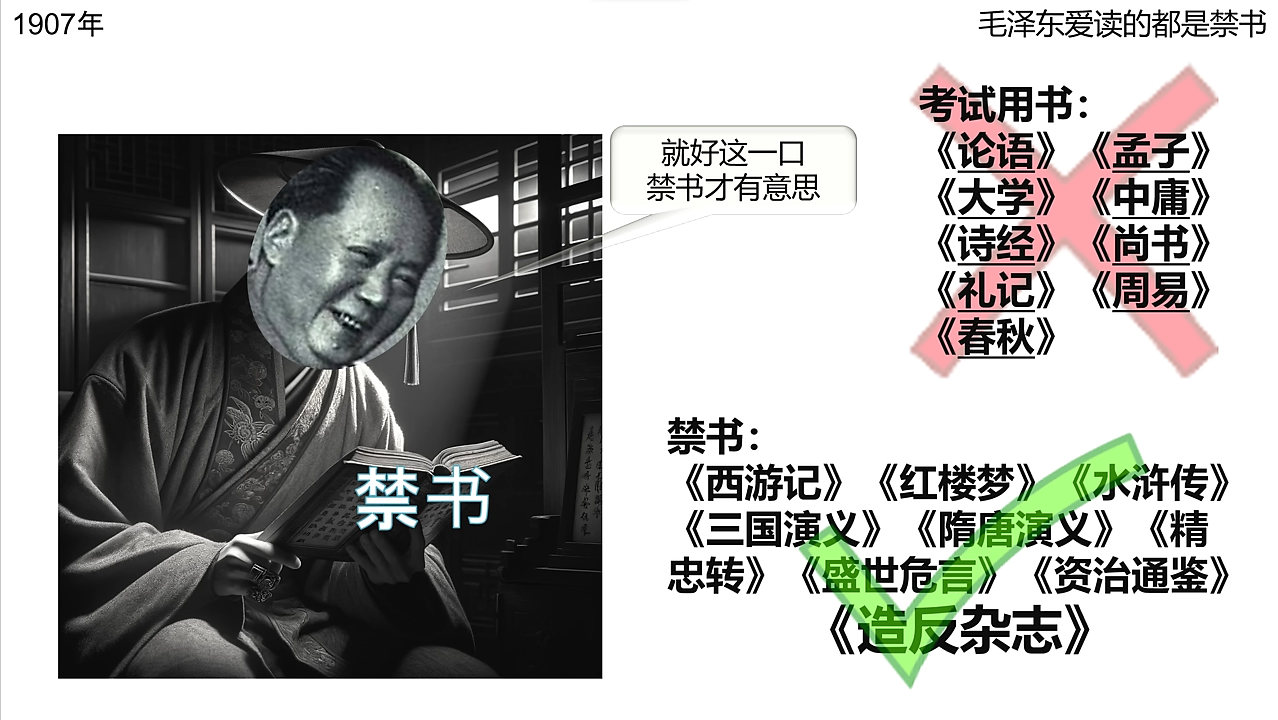 1907年
毛泽东爱读的都是禁书
就好这一口
禁书才有意思
考试用书：
《论语》《孟子》
《大学》《中庸》
《诗经》《尚书》
《礼记》《周易》
《春秋》
禁书
禁书：
《西游记》《红楼梦》《水浒传》
《三国演义》《隋唐演义》《精
忠转》《盛世危言》《资治通鉴》
《造反杂志》